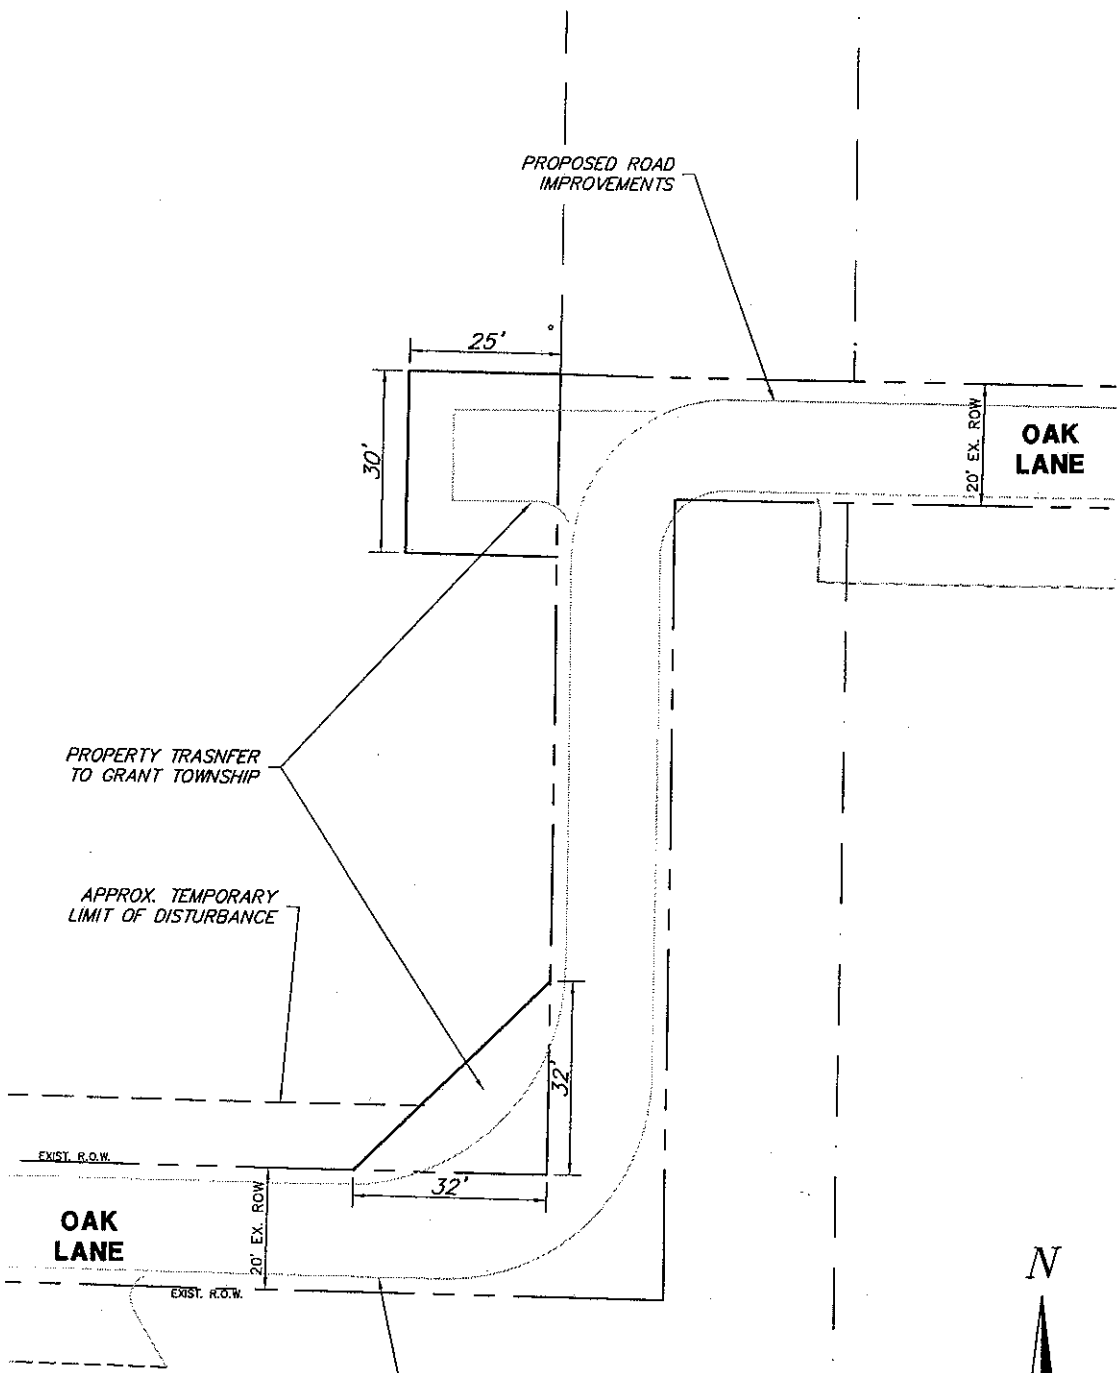 PROPOSED ROAD
IMPROVEMENTS
25'
30'
20' EX. ROW
OAK
LANE
PROPERTY TRASNFER
TO GRANT TOWNSHIP
APPROX. TEMPORARY
LIMIT OF DISTURBANCE
32'
EXIST. R.O.W.
32'
OAK
LANE
20' EX. ROW
EXIST. R.O.W.
N